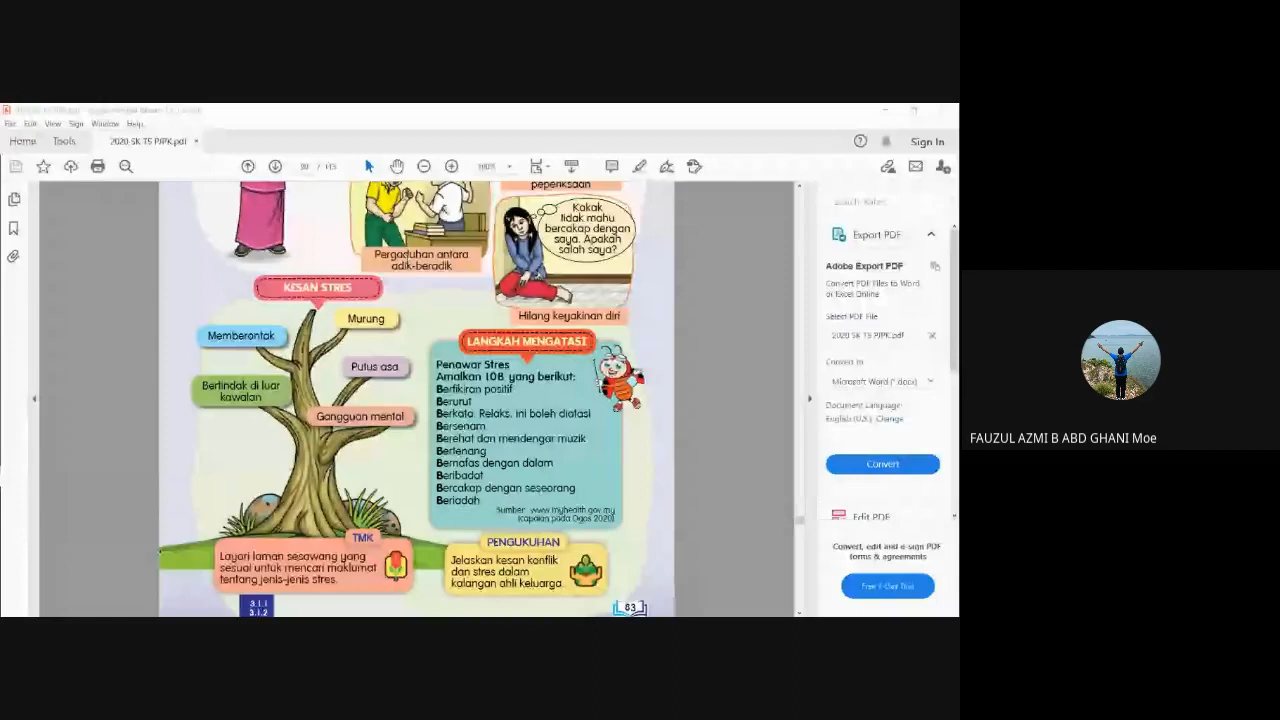 File Edit View Sign Window Help
Home Tools 2020 SK T5 PJPK.pdf
Sign In
peperiksaan
Kakak
tidak mahu
bercakap dengan
saya. Apakah
salah saya?
Pergaduhan antara
adik-beradik
Hilang keyakinan diri
KESAN STRES
Memberontak
Murung
Putus asa
Bertindak di luar
kawalan
Gangguan mental
LANGKAH MENGATASI
Penawar Stres
Amalkan 10B yang berikut:
Berfikiran positif
Berurut
Berkata, Relaks, ini boleh diatasi
Bersenam
Berehat dan mendengar muzik
Bertenang
Bernafas dengan dalam
Beribadat
Bercakap dengan seseorang
Beriadah
Sumber: www.myhealth.gov.my
(capaian pada Ogos 2020)
TMK
Layari laman sesawang yang
sesuai untuk mencari maklumat
tentang jenis-jenis stres.
PENGUKUHAN
Jelaskan kesan konflik
dan stres dalam
kalangan ahli keluarga.
3.1.1
3.1.2
83
Export PDF
Adobe Export PDF
Convert PDF Files to Word
or Excel Online
Select PDF File
2020 SK T5 PJPK.pdf
Convert to
Microsoft Word (*.docx)
Document Language:
English (U.S.) Change
Convert
Edit PDF
Convert, edit and e-sign PDF
forms & agreements
Free 7-Day Trial
FAUZUL AZMI B ABD GHANI Moe